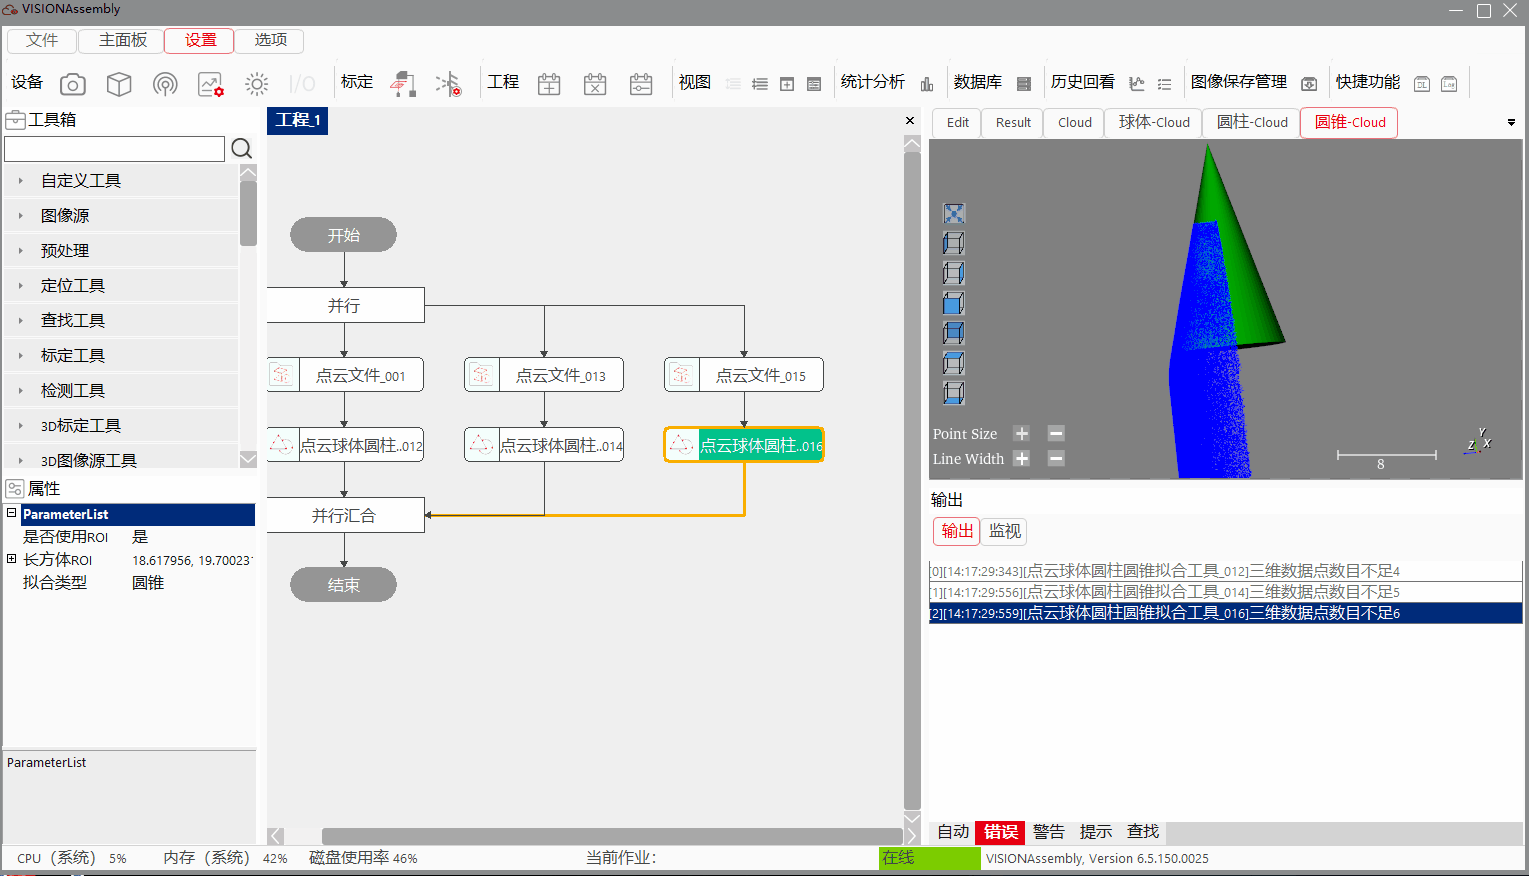 VISIONAssembly
文件 主面板 设置 选项
设备 I/O 标定 工程 视图 统计分析 数据库 历史回看 图像保存管理 快捷功能 DL Log
工具箱
自定义工具
图像源
预处理
定位工具
查找工具
标定工具
检测工具
3D标定工具
3D图像源工具
属性
ParameterList
是否使用ROI 是
长方体ROI 18.617956, 19.700231
拟合类型 圆锥
ParameterList
工程_1
开始
并行
点云文件_001 点云文件_013 点云文件_015
点云球体圆柱..012 点云球体圆柱..014 点云球体圆柱..016
并行汇合
结束
Edit Result Cloud 球体-Cloud 圆柱-Cloud 圆锥-Cloud
Point Size
Line Width
8
Y
Z X
输出
输出 监视
[0][14:17:29:343][点云球体圆柱圆锥拟合工具_012]三维数据点数目不足4
[1][14:17:29:556][点云球体圆柱圆锥拟合工具_014]三维数据点数目不足5
[2][14:17:29:559][点云球体圆柱圆锥拟合工具_016]三维数据点数目不足6
自动 错误 警告 提示 查找
CPU（系统） 5% 内存（系统） 42% 磁盘使用率 46% 当前作业： 在线 VISIONAssembly, Version 6.5.150.0025